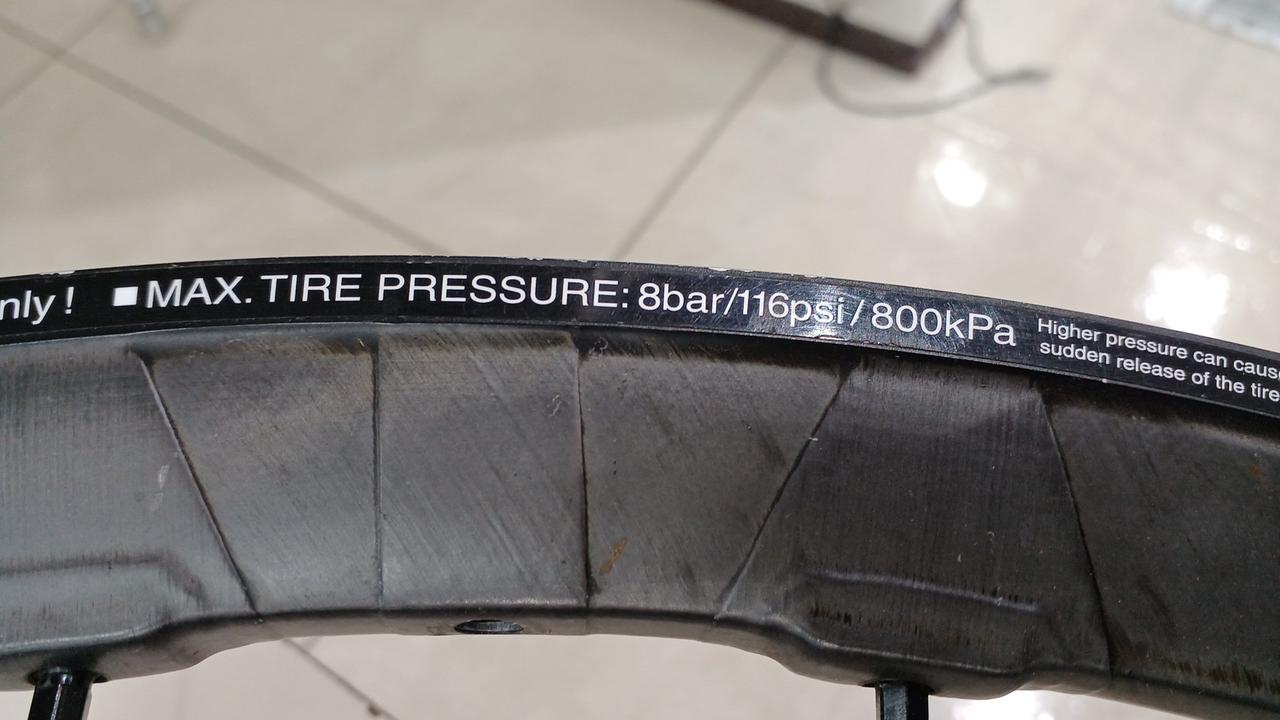 nly! ■MAX. TIRE PRESSURE: 8bar/116psi/800kPa
Higher pressure can cause
sudden release of the tire